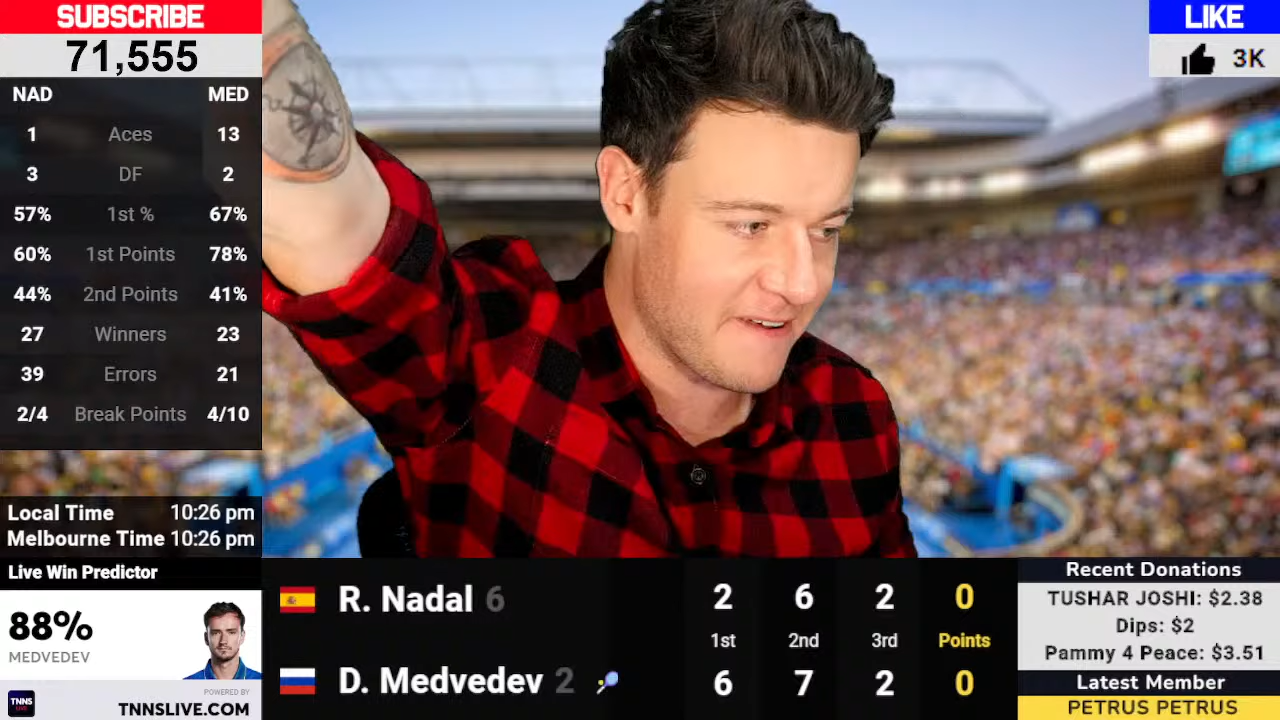 SUBSCRIBE
71,555
NAD MED
1 Aces 13
3 DF 2
57% 1st % 67%
60% 1st Points 78%
44% 2nd Points 41%
27 Winners 23
39 Errors 21
2/4 Break Points 4/10
Local Time 10:26 pm
Melbourne Time 10:26 pm
Live Win Predictor
88%
MEDVEDEV
TNNS
LIVE
POWERED BY
TNNSLIVE.COM
LIKE
3K
R. Nadal 6 2 6 2 0
1st 2nd 3rd Points
D. Medvedev 2 6 7 2 0
Recent Donations
TUSHAR JOSHI: $2.38
Dips: $2
Pammy 4 Peace: $3.51
Latest Member
PETRUS PETRUS